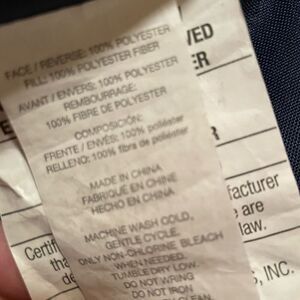 FACE / REVERSE: 100% POLYESTER
FILL: 100% POLYESTER FIBER
AVANT / ENVERS: 100% POLYESTER
REMBOURRAGE:
100% FIBRE DE POLYESTER
COMPOSICIÓN:
FRENTE / ENVÉS: 100% poliéster
RELLENO: 100% fibra de poliéster
MADE IN CHINA
FABRIQUÉ EN CHINE
HECHO EN CHINA
MACHINE WASH COLD,
GENTLE CYCLE.
ONLY NON-CHLORINE BLEACH
WHEN NEEDED.
TUMBLE DRY LOW.
DO NOT WRING
DO NOT IRON
VED
ER
R
facturer
are
law.
Certif
tha
de
S, INC.